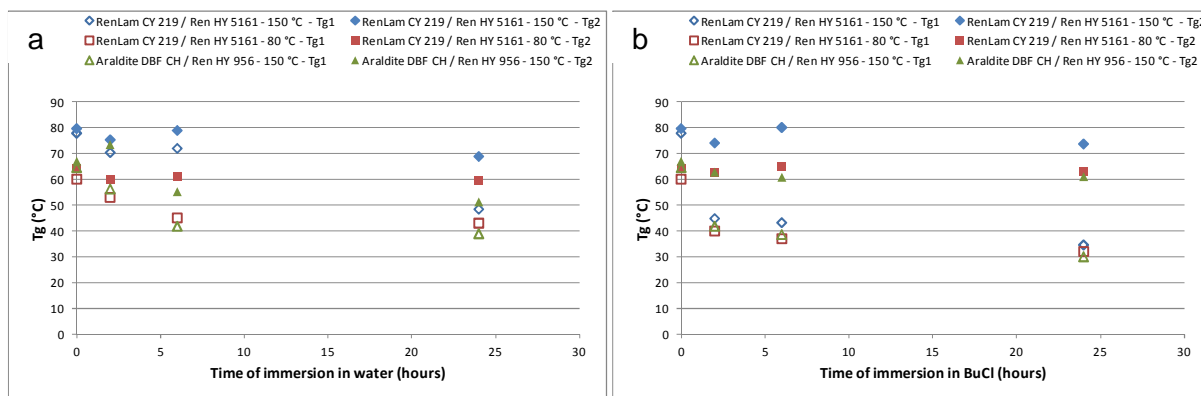 a
RenLam CY 219 / Ren HY 5161 - 150 °C - Tg1
RenLam CY 219 / Ren HY 5161 - 150 °C - Tg2
RenLam CY 219 / Ren HY 5161 - 80 °C - Tg1
RenLam CY 219 / Ren HY 5161 - 80 °C - Tg2
Araldite DBF CH / Ren HY 956 - 150 °C - Tg1
Araldite DBF CH / Ren HY 956 - 150 °C - Tg2
90
80
70
60
50
40
30
20
10
0
Tg (°C)
0 5 10 15 20 25 30
Time of immersion in water (hours)
b
RenLam CY 219 / Ren HY 5161 - 150 °C - Tg1
RenLam CY 219 / Ren HY 5161 - 150 °C - Tg2
RenLam CY 219 / Ren HY 5161 - 80 °C - Tg1
RenLam CY 219 / Ren HY 5161 - 80 °C - Tg2
Araldite DBF CH / Ren HY 956 - 150 °C - Tg1
Araldite DBF CH / Ren HY 956 - 150 °C - Tg2
90
80
70
60
50
40
30
20
10
0
Tg (°C)
0 5 10 15 20 25 30
Time of immersion in BuCl (hours)